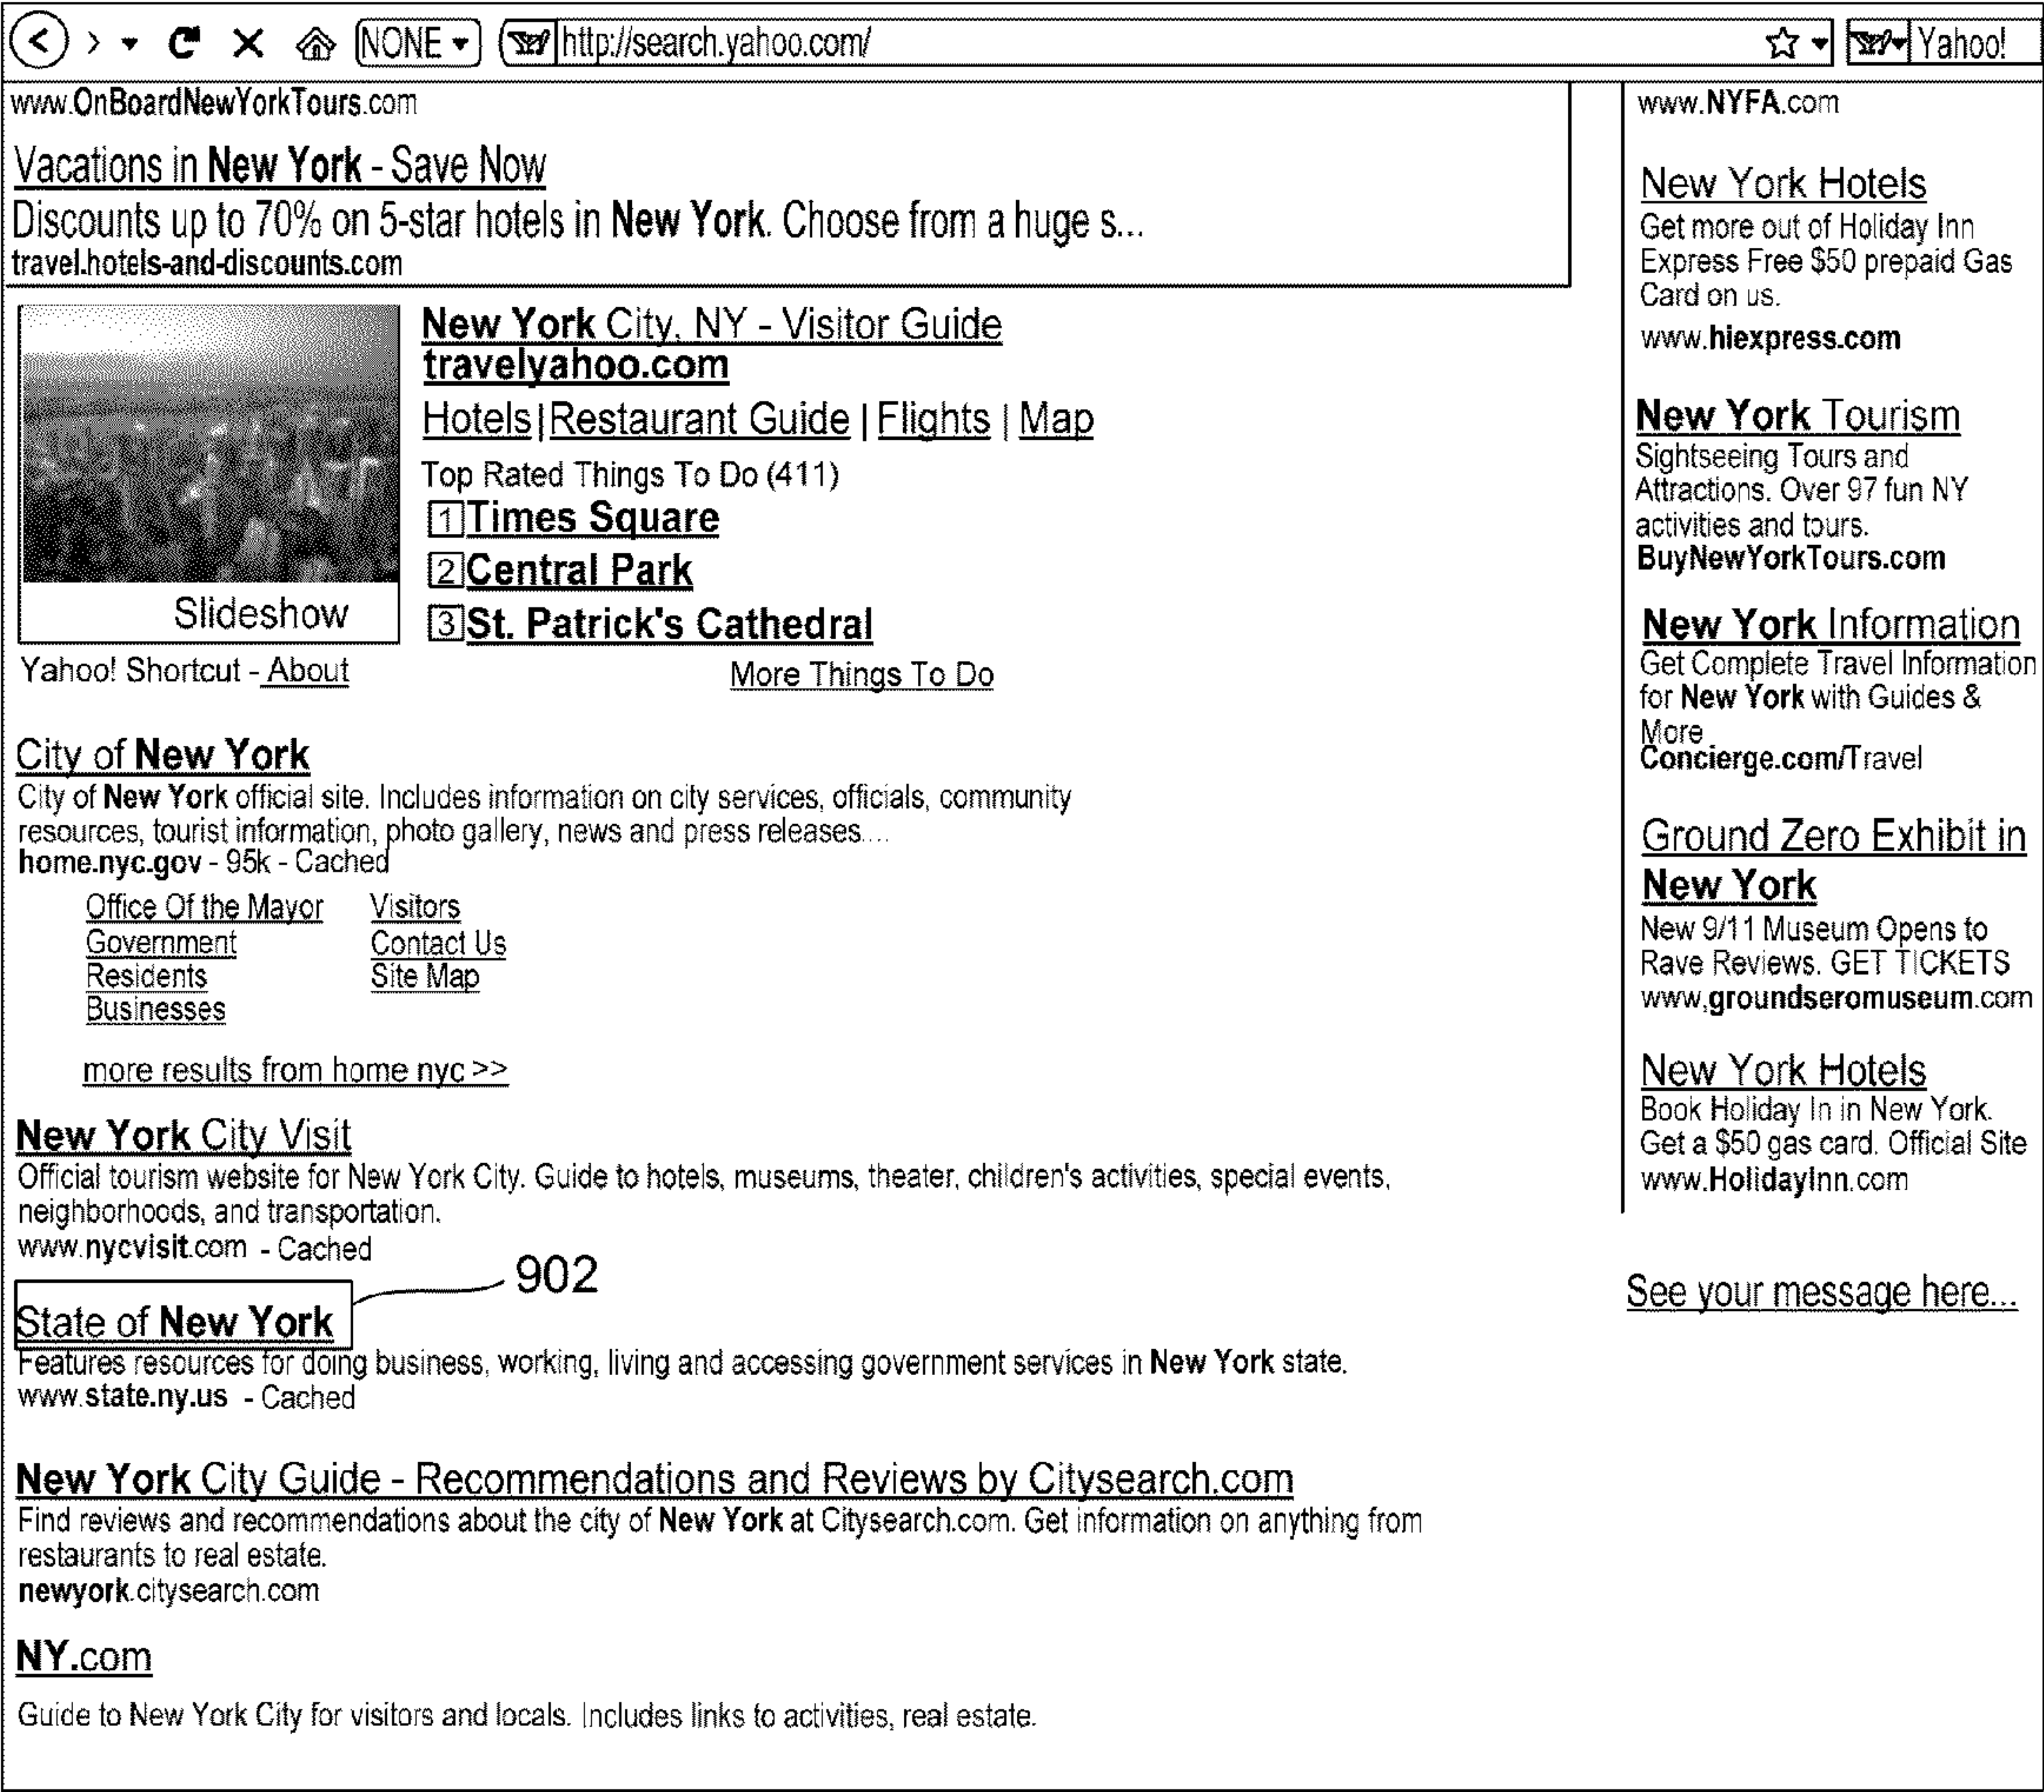 NONE
http://search.yahoo.com/
Yahoo!
www.OnBoardNewYorkTours.com
Vacations in New York - Save Now
Discounts up to 70% on 5-star hotels in New York. Choose from a huge s...
travel.hotels-and-discounts.com
New York City, NY - Visitor Guide
travelyahoo.com
Hotels|Restaurant Guide | Flights | Map
Top Rated Things To Do (411)
1 Times Square
2 Central Park
3 St. Patrick's Cathedral
Slideshow
Yahoo! Shortcut - About
More Things To Do
City of New York
City of New York official site. Includes information on city services, officials, community
resources, tourist information, photo gallery, news and press releases....
home.nyc.gov - 95k - Cached
Office Of the Mayor Visitors
Government Contact Us
Residents Site Map
Businesses
more results from home nyc >>
New York City Visit
Official tourism website for New York City. Guide to hotels, museums, theater, children's activities, special events,
neighborhoods, and transportation.
www.nycvisit.com - Cached
902
State of New York
Features resources for doing business, working, living and accessing government services in New York state.
www.state.ny.us - Cached
New York City Guide - Recommendations and Reviews by Citysearch.com
Find reviews and recommendations about the city of New York at Citysearch.com. Get information on anything from
restaurants to real estate.
newyork.citysearch.com
NY.com
Guide to New York City for visitors and locals. Includes links to activities, real estate.
www.NYFA.com
New York Hotels
Get more out of Holiday Inn
Express Free $50 prepaid Gas
Card on us.
www.hiexpress.com
New York Tourism
Sightseeing Tours and
Attractions. Over 97 fun NY
activities and tours.
BuyNewYorkTours.com
New York Information
Get Complete Travel Information
for New York with Guides &
More
Concierge.com/Travel
Ground Zero Exhibit in
New York
New 9/11 Museum Opens to
Rave Reviews. GET TICKETS
www,groundseromuseum.com
New York Hotels
Book Holiday In in New York.
Get a $50 gas card. Official Site
www.HolidayInn.com
See your message here...